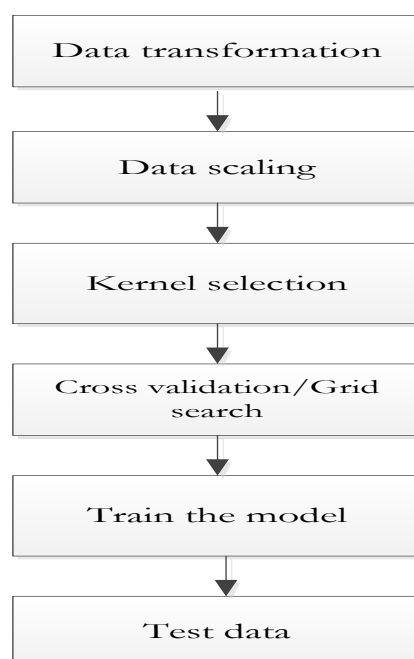 Data transformation
Data scaling
Kernel selection
Cross validation/Grid
search
Train the model
Test data